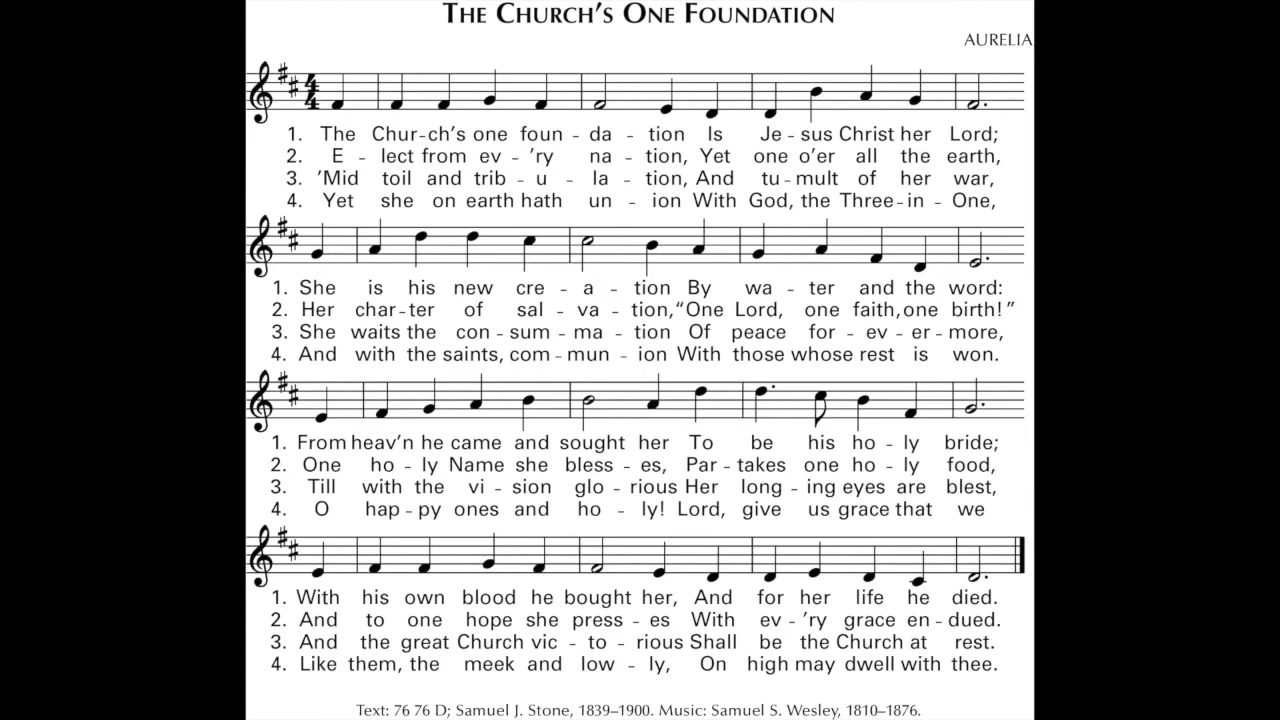 THE CHURCH'S ONE FOUNDATION
AURELIA
1. The Chur-ch's one foun - da - tion Is Je - sus Christ her Lord;
2. E - lect from ev - 'ry na - tion, Yet one o'er all the earth,
3. 'Mid toil and trib - u - la - tion, And tu - mult of her war,
4. Yet she on earth hath un - ion With God, the Three - in - One,
1. She is his new cre - a - tion By wa - ter and the word:
2. Her char - ter of sal - va - tion, “One Lord, one faith, one birth!”
3. She waits the con - sum - ma - tion Of peace for - ev - er - more,
4. And with the saints, com - mun - ion With those whose rest is won.
1. From heav'n he came and sought her To be his ho - ly bride;
2. One ho - ly Name she bless - es, Par - takes one ho - ly food,
3. Till with the vi - sion glo - rious Her long - ing eyes are blest,
4. O hap - py ones and ho - ly! Lord, give us grace that we
1. With his own blood he bought her, And for her life he died.
2. And to one hope she press - es With ev - 'ry grace en - dued.
3. And the great Church vic - to - rious Shall be the Church at rest.
4. Like them, the meek and low - ly, On high may dwell with thee.
Text: 76 76 D; Samuel J. Stone, 1839–1900. Music: Samuel S. Wesley, 1810–1876.